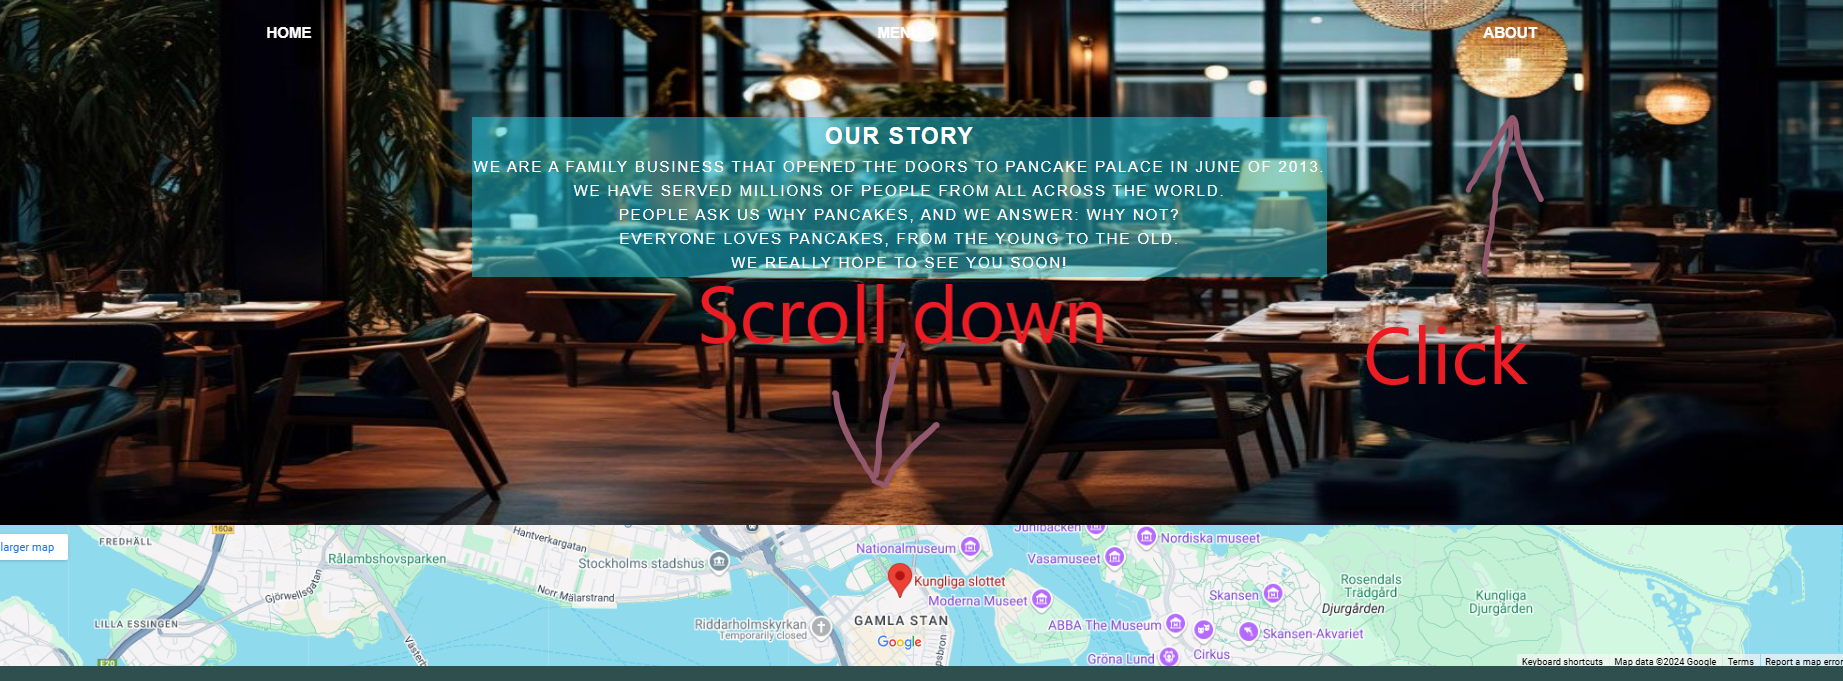 HOME
MENU
ABOUT
OUR STORY
WE ARE A FAMILY BUSINESS THAT OPENED THE DOORS TO PANCAKE PALACE IN JUNE OF 2013.
WE HAVE SERVED MILLIONS OF PEOPLE FROM ALL ACROSS THE WORLD.
PEOPLE ASK US WHY PANCAKES, AND WE ANSWER: WHY NOT?
EVERYONE LOVES PANCAKES, FROM THE YOUNG TO THE OLD.
WE REALLY HOPE TO SEE YOU SOON!
Scroll down
Click
160a
FREDHÄLL
larger map
Hantverkargatan
Rålambshovsparken
Stockholms stadshus
Nationalmuseum
Junibacken
Nordiska museet
Vasamuseet
Gjörwellsgatan
Norr Mälarstrand
Kungliga slottet
Moderna Museet
Skansen
Rosendals
Trädgård
Djurgården
Kungliga
Djurgården
LILLA ESSINGEN
Riddarholmskyrkan
Temporarily closed
GAMLA STAN
ABBA The Museum
Skansen-Akvariet
Google
Gröna Lund
Cirkus
E20
Keyboard shortcuts
Map data ©2024 Google
Terms
Report a map error